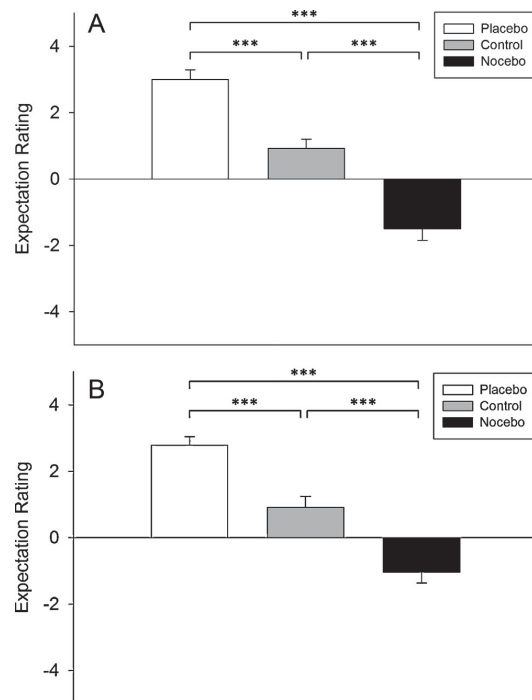 A
***
***
***
Placebo
Control
Nocebo
Expectation Rating
4
2
0
-2
-4
B
***
***
***
Placebo
Control
Nocebo
Expectation Rating
4
2
0
-2
-4